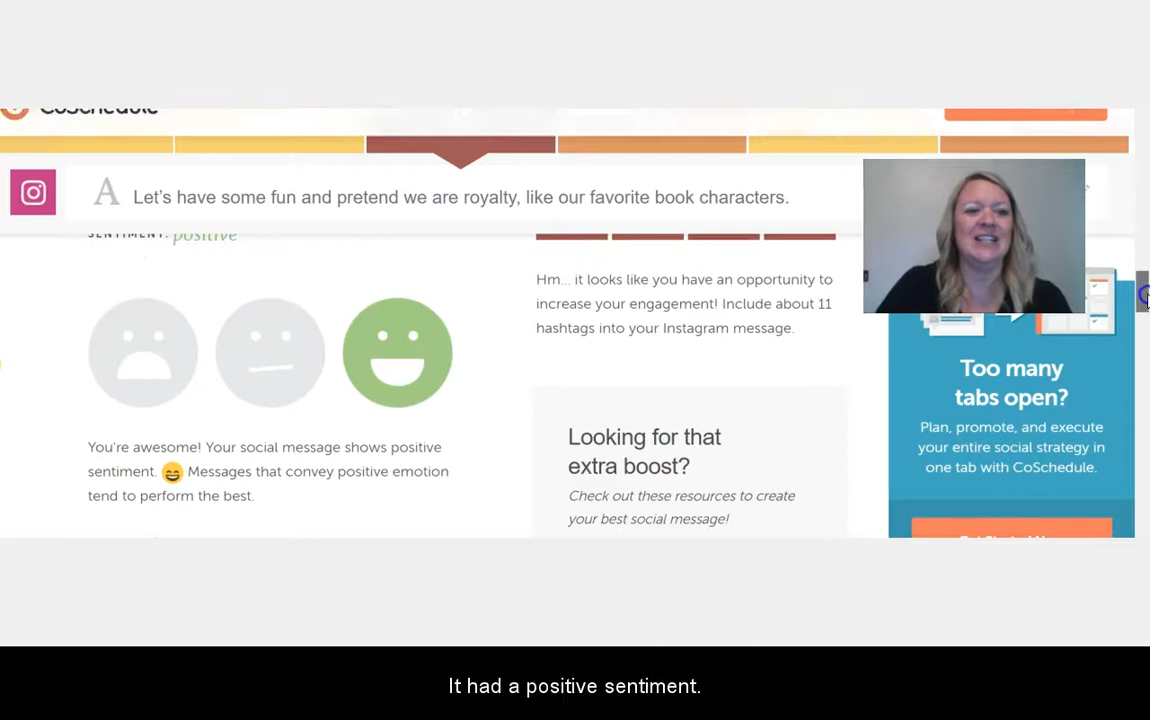 CoSchedule
A Let's have some fun and pretend we are royalty, like our favorite book characters.
SENTIMENT: positive
Hm... it looks like you have an opportunity to
increase your engagement! Include about 11
hashtags into your Instagram message.
You're awesome! Your social message shows positive
sentiment. 😄 Messages that convey positive emotion
tend to perform the best.
Looking for that
extra boost?
Check out these resources to create
your best social message!
Too many
tabs open?
Plan, promote, and execute
your entire social strategy in
one tab with CoSchedule.
It had a positive sentiment.